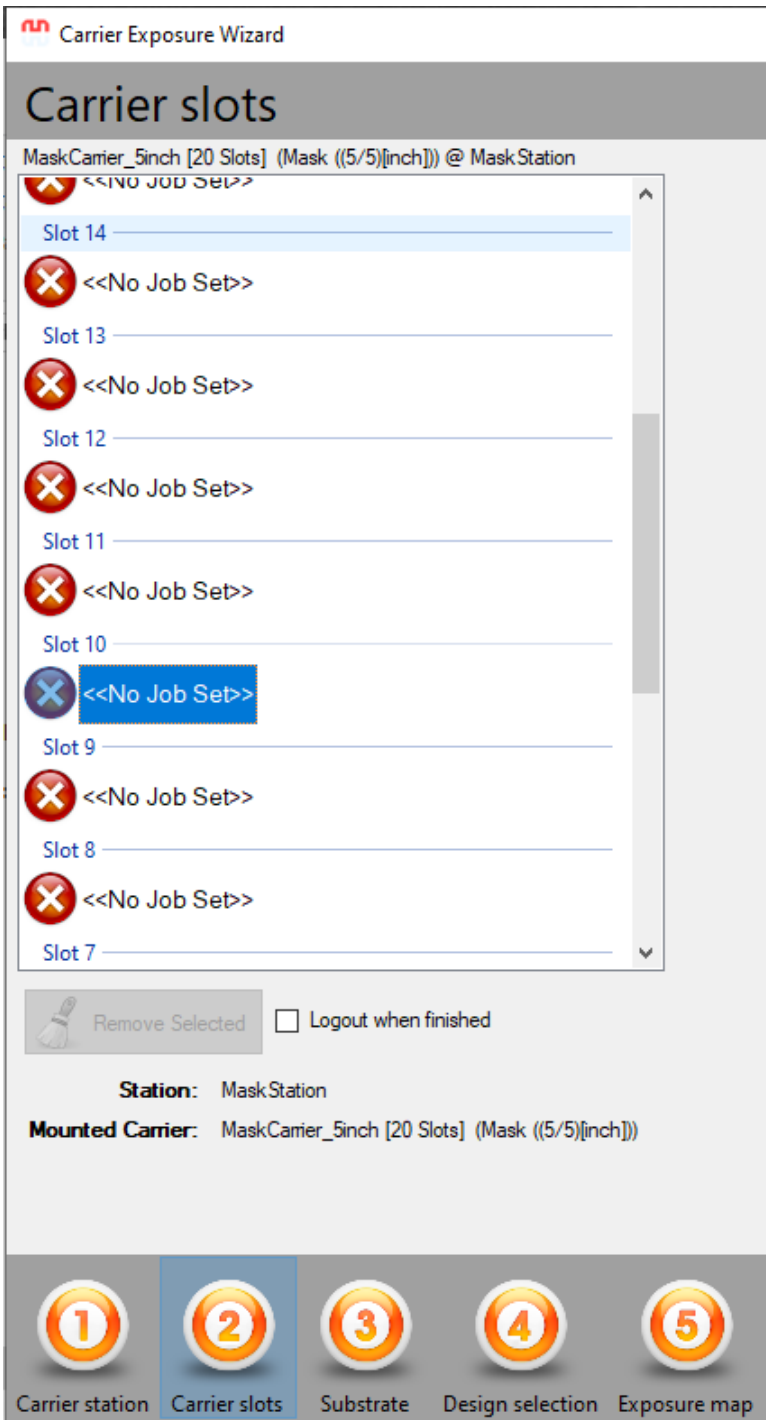 Carrier Exposure Wizard
Carrier slots
MaskCarrier_5inch [20 Slots] (Mask ((5/5)[inch])) @ MaskStation
<<No Job Set>>
Slot 14
<<No Job Set>>
Slot 13
<<No Job Set>>
Slot 12
<<No Job Set>>
Slot 11
<<No Job Set>>
Slot 10
<<No Job Set>>
Slot 9
<<No Job Set>>
Slot 8
<<No Job Set>>
Slot 7
Remove Selected Logout when finished
Station: MaskStation
Mounted Carrier: MaskCarrier_5inch [20 Slots] (Mask ((5/5)[inch]))
1 2 3 4 5
Carrier station Carrier slots Substrate Design selection Exposure map